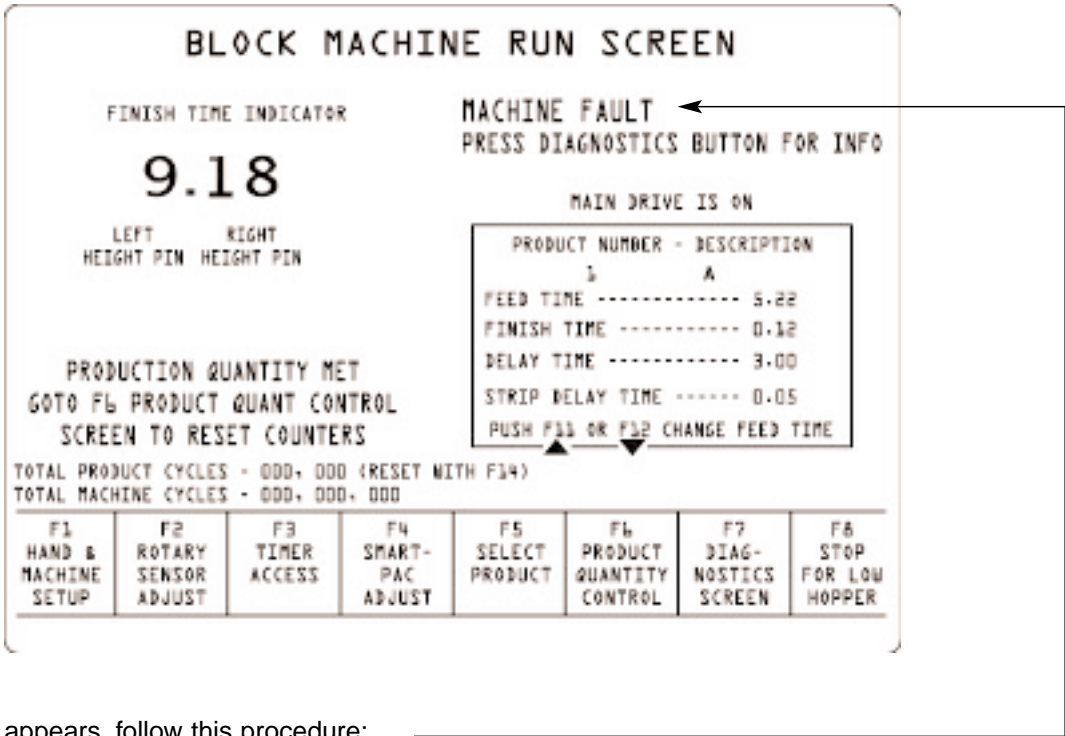 BLOCK MACHINE RUN SCREEN
FINISH TIME INDICATOR
9.18
LEFT RIGHT
HEIGHT PIN HEIGHT PIN
MACHINE FAULT
PRESS DIAGNOSTICS BUTTON FOR INFO
MAIN DRIVE IS ON
PRODUCT NUMBER - DESCRIPTION
1 A
FEED TIME ------------- 5.22
FINISH TIME ----------- 0.12
DELAY TIME ------------ 3.00
STRIP DELAY TIME ------ 0.05
PUSH F11 OR F12 CHANGE FEED TIME
PRODUCTION QUANTITY MET
GOTO F6 PRODUCT QUANT CONTROL
SCREEN TO RESET COUNTERS
TOTAL PRODUCT CYCLES - 000, 000 (RESET WITH F14)
TOTAL MACHINE CYCLES - 000, 000, 000
F1
HAND &
MACHINE
SETUP
F2
ROTARY
SENSOR
ADJUST
F3
TIMER
ACCESS
F4
SMART-
PAC
ADJUST
F5
SELECT
PRODUCT
F6
PRODUCT
QUANTITY
CONTROL
F7
DIAG-
NOSTICS
SCREEN
F8
STOP
FOR LOW
HOPPER
appears, follow this procedure: